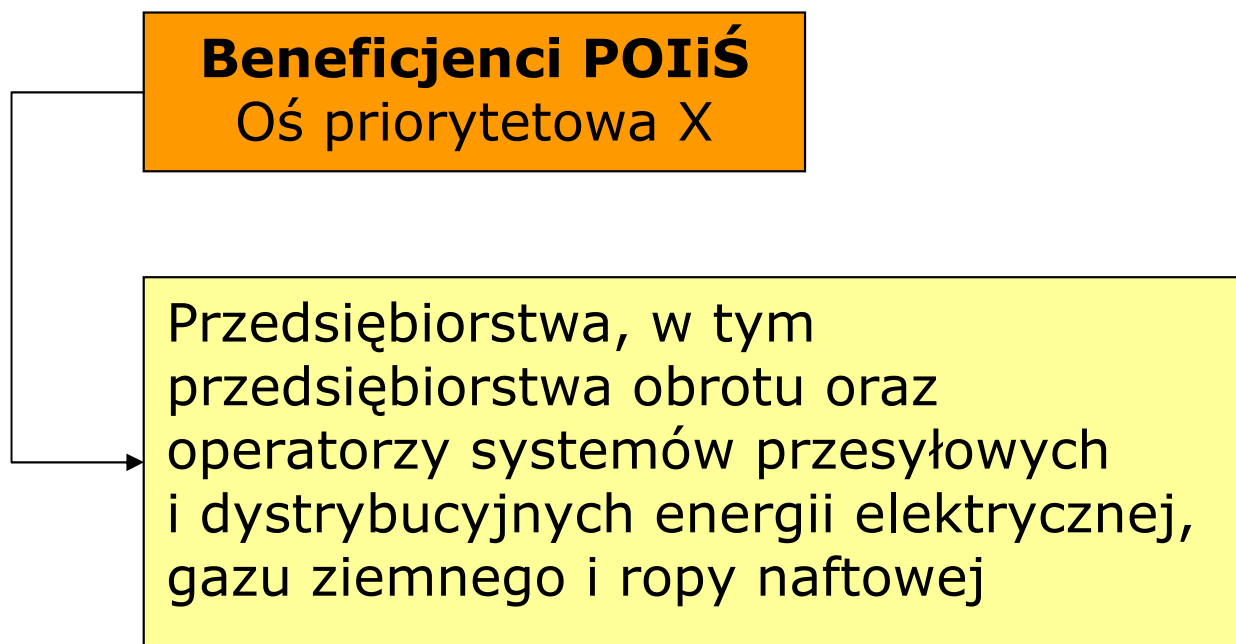 Beneficjenci POIiŚ
Oś priorytetowa X
Przedsiębiorstwa, w tym
przedsiębiorstwa obrotu oraz
operatorzy systemów przesyłowych
i dystrybucyjnych energii elektrycznej,
gazu ziemnego i ropy naftowej